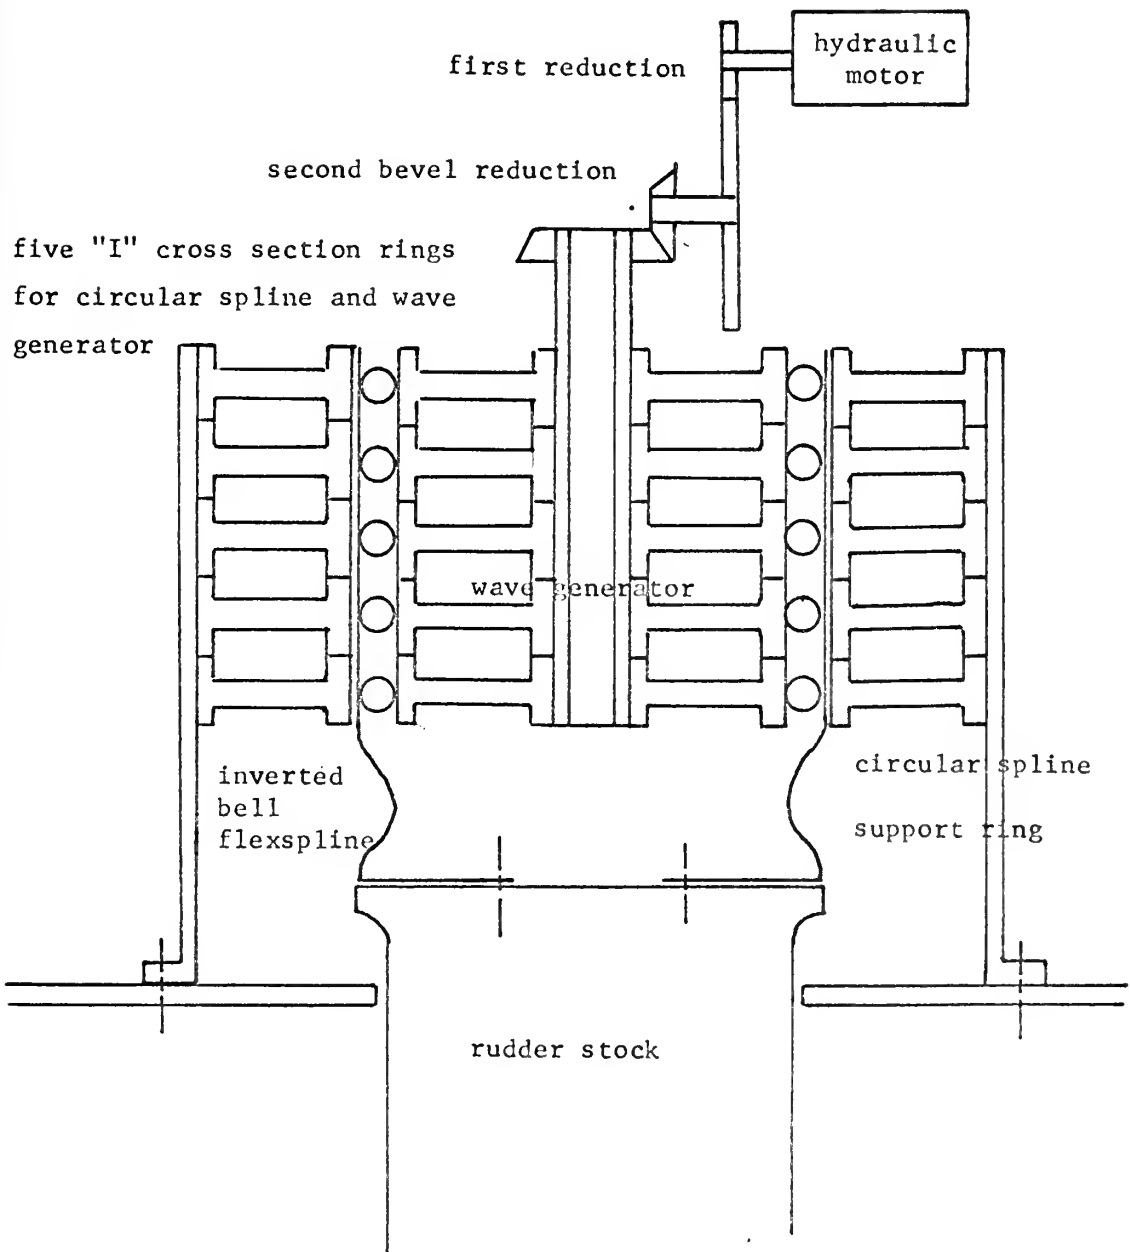 hydraulic
motor
first reduction
second bevel reduction
five "I" cross section rings
for circular spline and wave
generator
wave generator
inverted
bell
flexspline
circular spline
support ring
rudder stock